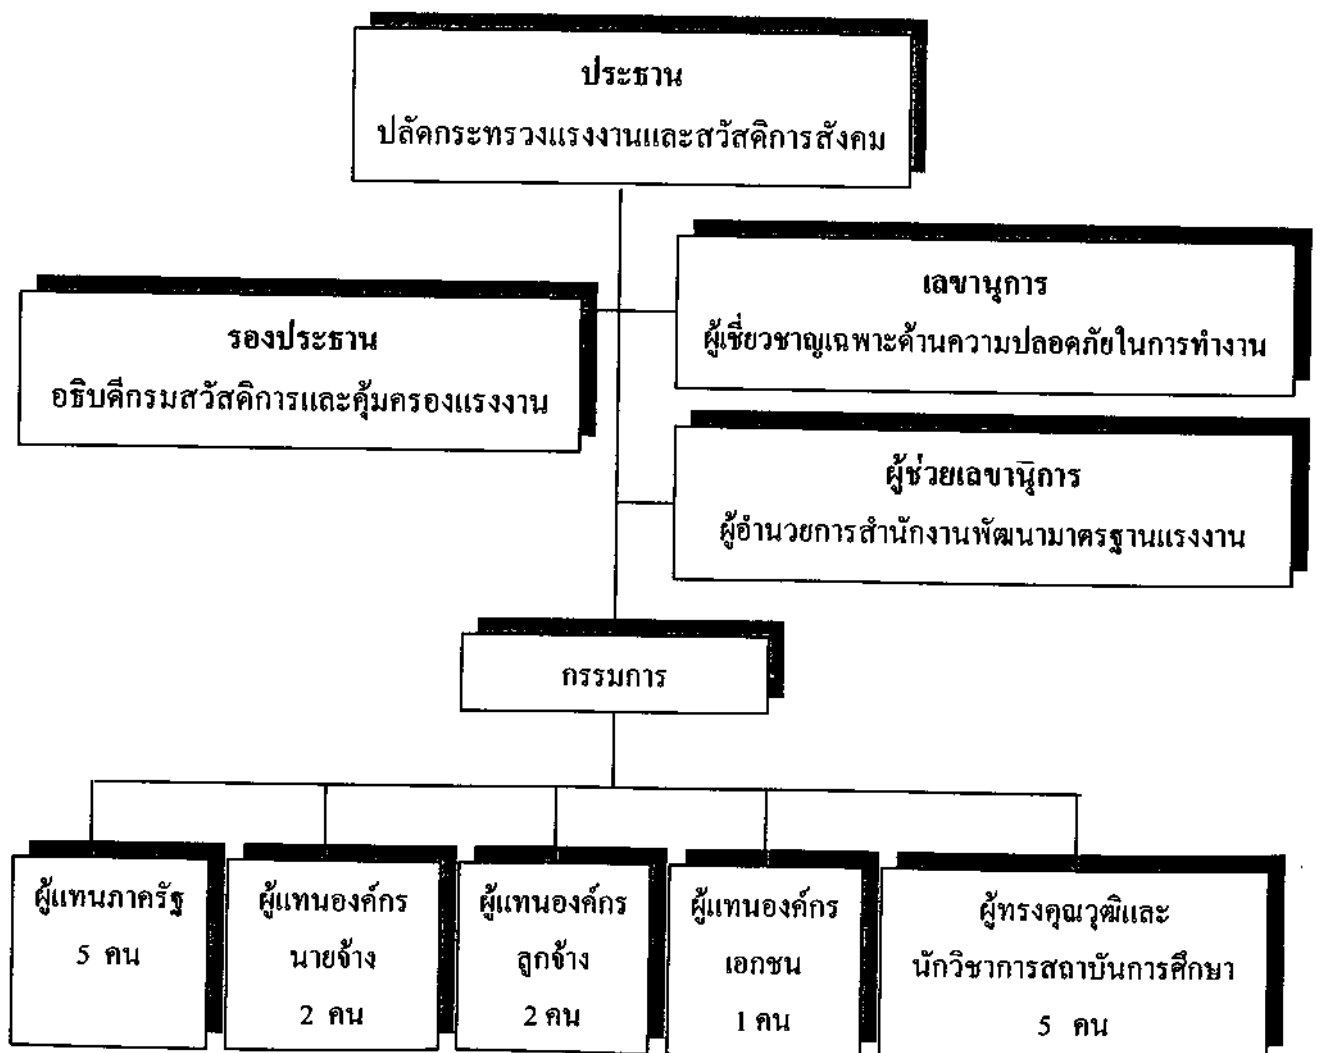 ประธาน
ปลัดกระทรวงแรงงานและสวัสดิการสังคม
เลขานุการ
ผู้เชี่ยวชาญเฉพาะด้านความปลอดภัยในการทำงาน
รองประธาน
อธิบดีกรมสวัสดิการและคุ้มครองแรงงาน
ผู้ช่วยเลขานุการ
ผู้อำนวยการสำนักงานพัฒนามาตรฐานแรงงาน
กรรมการ
ผู้แทนภาครัฐ
5 คน
ผู้แทนองค์กร
นายจ้าง
2 คน
ผู้แทนองค์กร
ลูกจ้าง
2 คน
ผู้แทนองค์กร
เอกชน
1 คน
ผู้ทรงคุณวุฒิและ
นักวิชาการสถาบันการศึกษา
5 คน